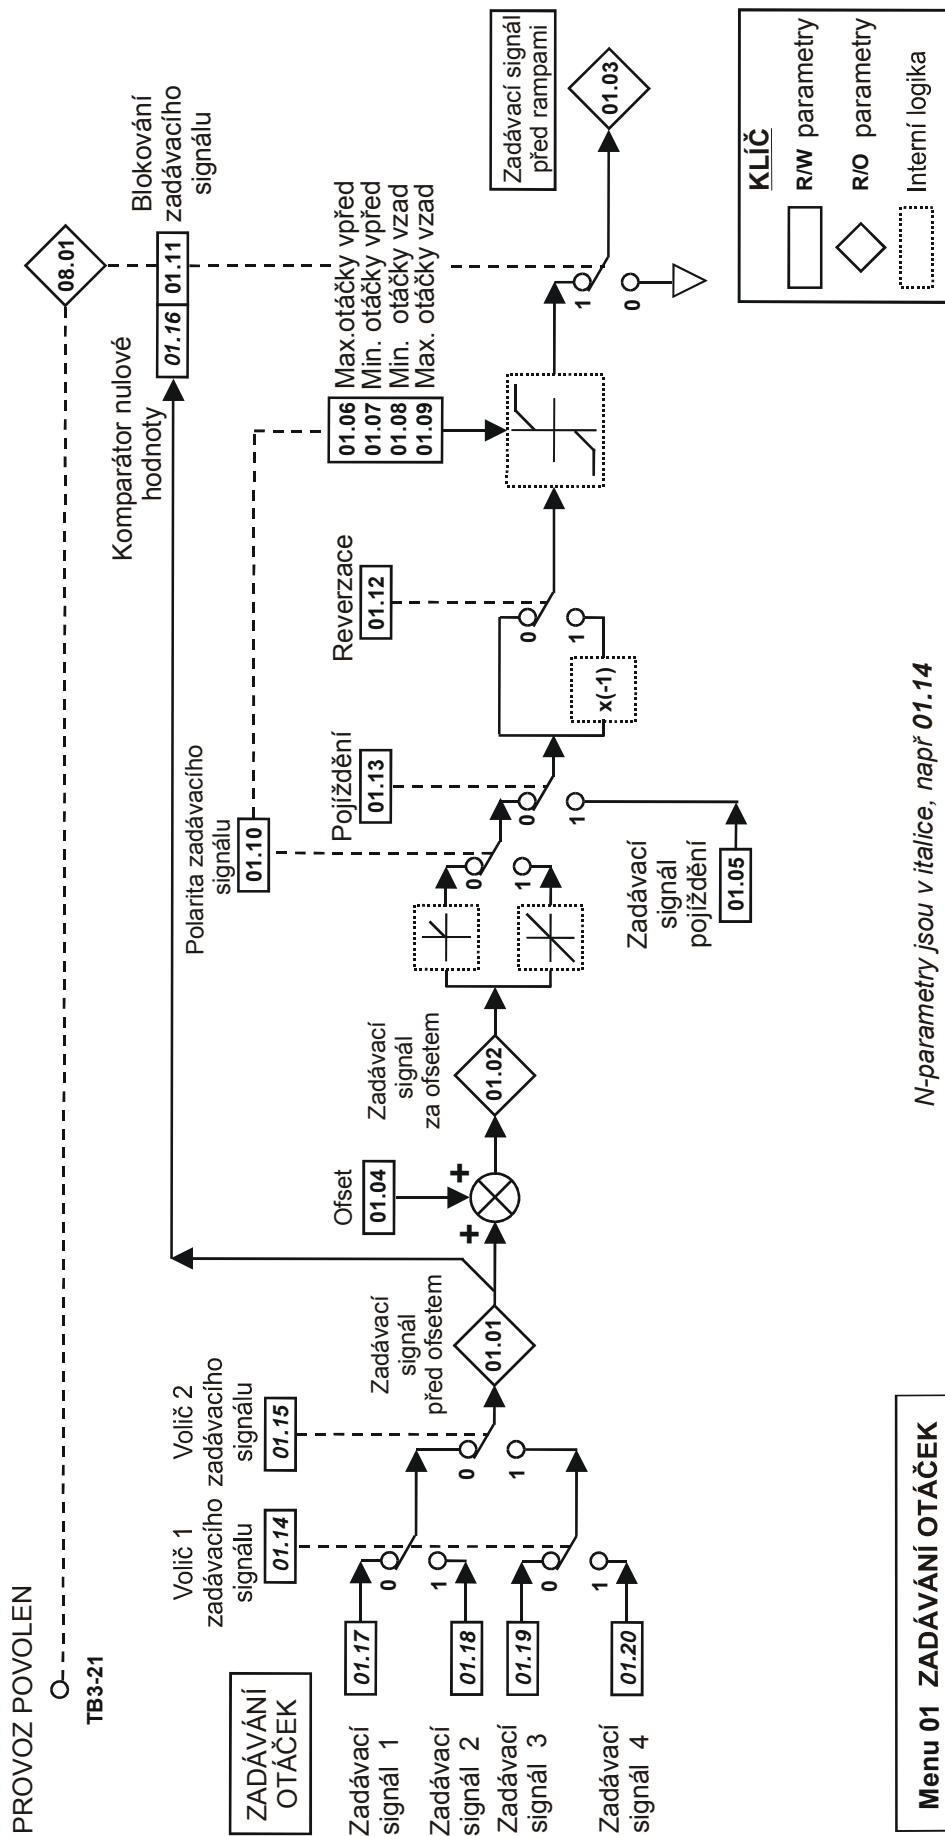 PROVOZ POVOLEN
TB3-21
08.01
Komparátor nulové
hodnoty
01.16
01.11
Blokování
zadávacího
signálu
Volič 1
zadávacího
signálu
01.14
Volič 2
zadávacího
signálu
01.15
Polarita zadávacího
signálu
01.10
ZADÁVÁNÍ
OTÁČEK
Zadávací
signál 1
01.17
0
Zadávací
signál 2
01.18
1
Zadávací
signál 3
01.19
0
Zadávací
signál 4
01.20
1
0
1
Zadávací
signál
před ofsetem
01.01
+
+
Ofset
01.04
Zadávací
signál
za ofsetem
01.02
0
1
Pojíždění
01.13
0
1
Zadávací
signál
pojíždění
01.05
Reverzace
01.12
0
1
x(-1)
01.06 Max.otáčky vpřed
01.07 Min. otáčky vpřed
01.08 Min. otáčky vzad
01.09 Max. otáčky vzad
1
0
Zadávací signál
před rampami
01.03
KLÍČ
R/W parametry
R/O parametry
Interní logika
N-parametry jsou v italice, např 01.14
Menu 01 ZADÁVÁNÍ OTÁČEK